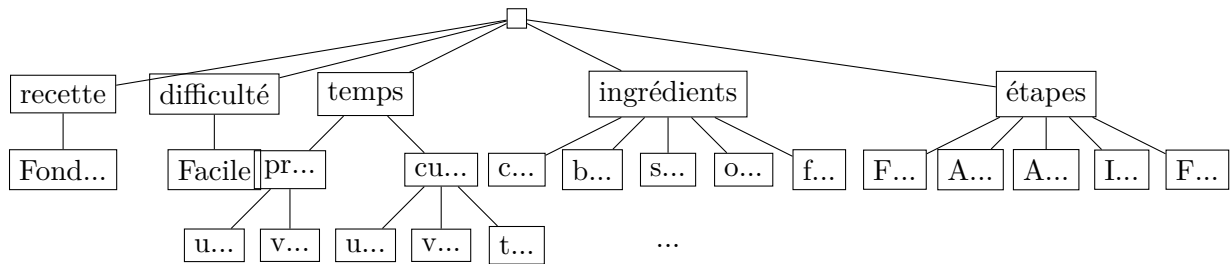 recette difficulté temps ingrédients étapes
Fond... Facile pr... cu... c... b... s... o... f... F... A... A... I... F...
u... v... u... v... t... ...